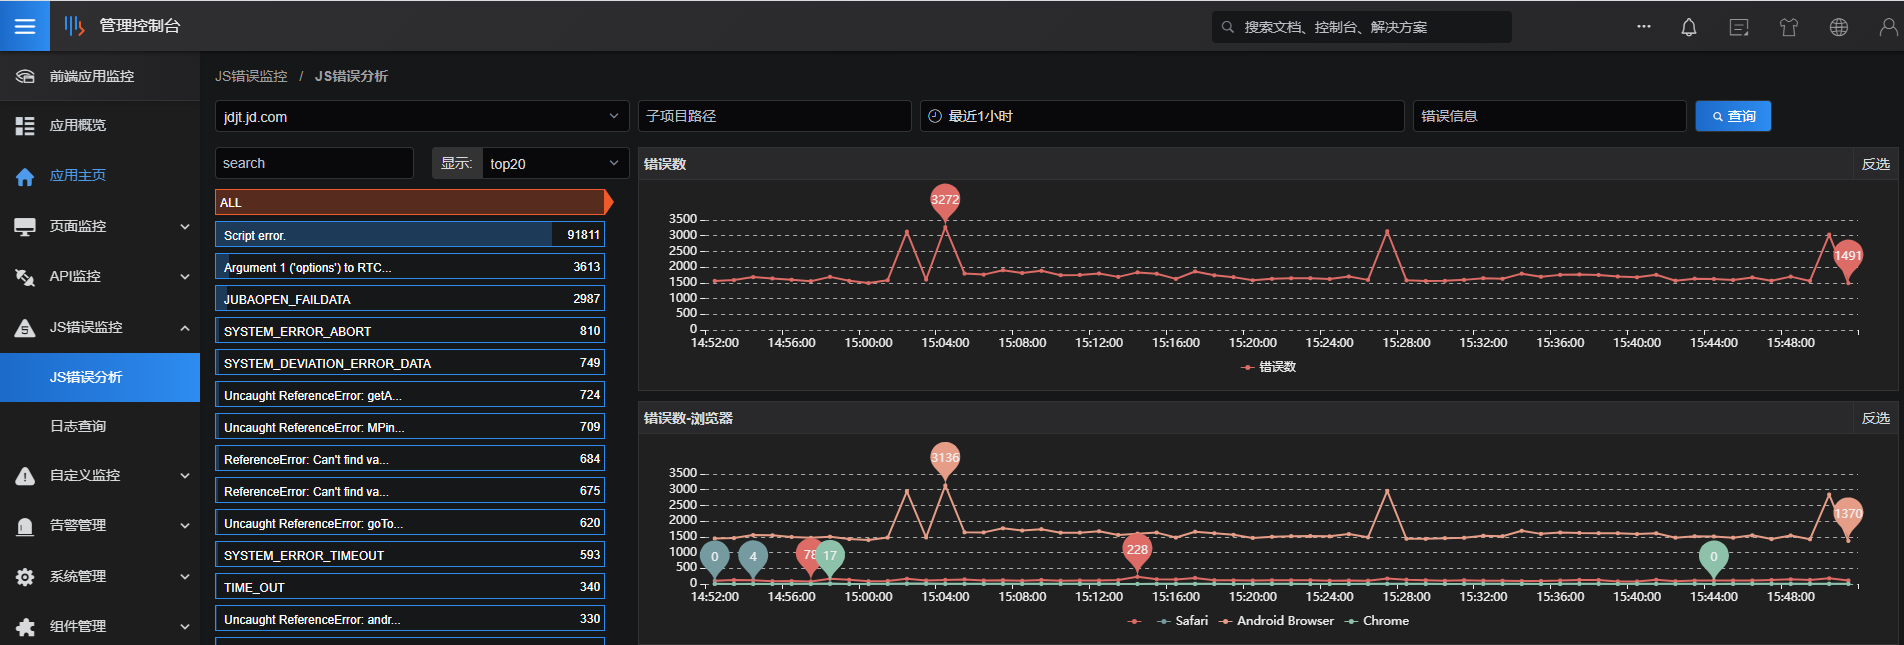 管理控制台
搜索文档、控制台、解决方案
前端应用监控
应用概览
应用主页
页面监控
API监控
JS错误监控
JS错误分析
日志查询
自定义监控
告警管理
系统管理
组件管理
JS错误监控 / JS错误分析
jdjt.jd.com
子项目路径
最近1小时
错误信息
查询
search
显示: top20
ALL
Script error. 91811
Argument 1 ('options') to RTC... 3613
JUBAOPEN_FAILDATA 2987
SYSTEM_ERROR_ABORT 810
SYSTEM_DEVIATION_ERROR_DATA 749
Uncaught ReferenceError: getA... 724
Uncaught ReferenceError: MPin... 709
ReferenceError: Can't find va... 684
ReferenceError: Can't find va... 675
Uncaught ReferenceError: goTo... 620
SYSTEM_ERROR_TIMEOUT 593
TIME_OUT 340
Uncaught ReferenceError: andr... 330
错误数 反选
3272
1491
3500
3000
2500
2000
1500
1000
500
0
14:52:00 14:56:00 15:00:00 15:04:00 15:08:00 15:12:00 15:16:00 15:20:00 15:24:00 15:28:00 15:32:00 15:36:00 15:40:00 15:44:00 15:48:00
错误数
错误数-浏览器 反选
3136
1370
3500
3000
2500
2000
1500
1000
500
0
0 4 78 17 228 0
14:52:00 14:56:00 15:00:00 15:04:00 15:08:00 15:12:00 15:16:00 15:20:00 15:24:00 15:28:00 15:32:00 15:36:00 15:40:00 15:44:00 15:48:00
Safari Android Browser Chrome